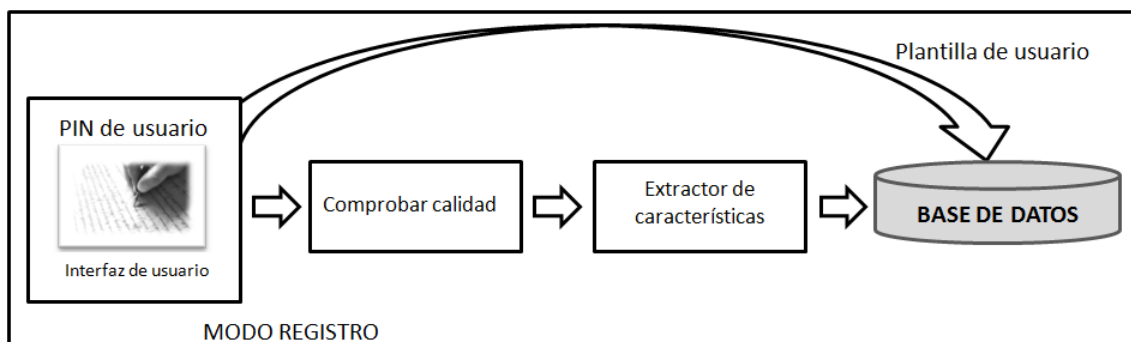 Plantilla de usuario
PIN de usuario
Interfaz de usuario
Comprobar calidad
Extractor de
características
BASE DE DATOS
MODO REGISTRO